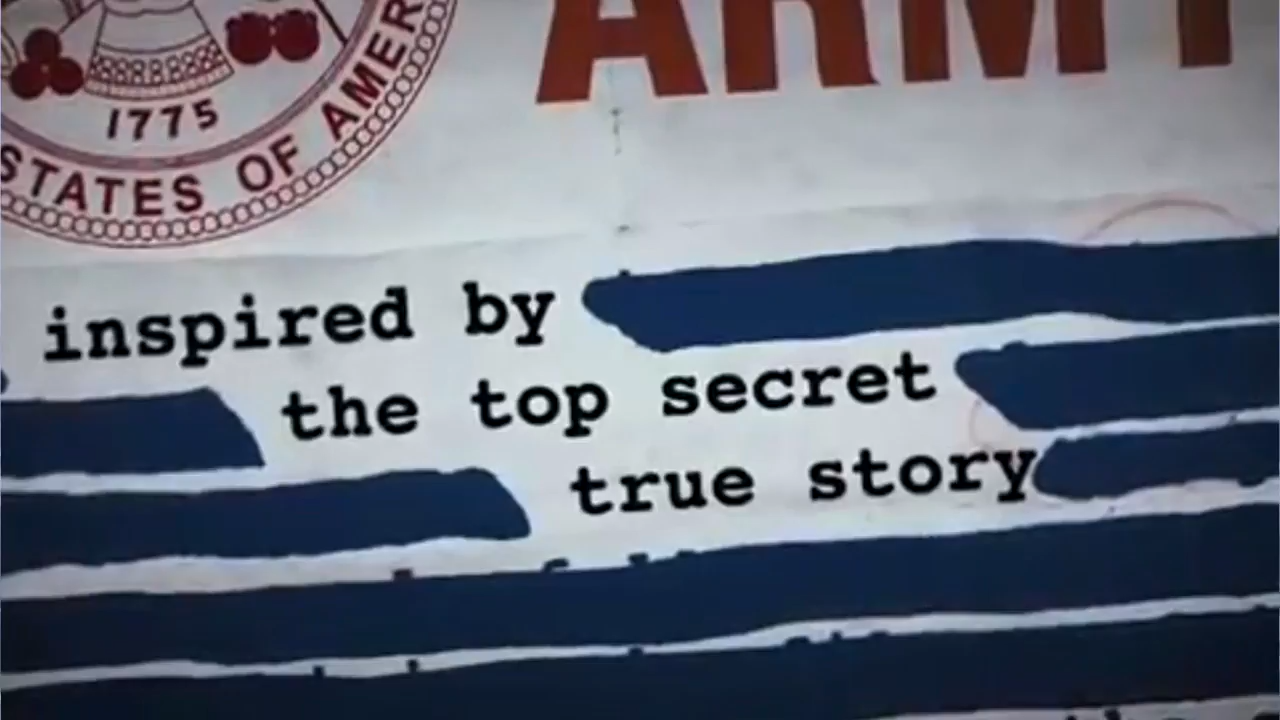 ARMY
1775
STATES OF AMER
inspired by
the top secret
true story